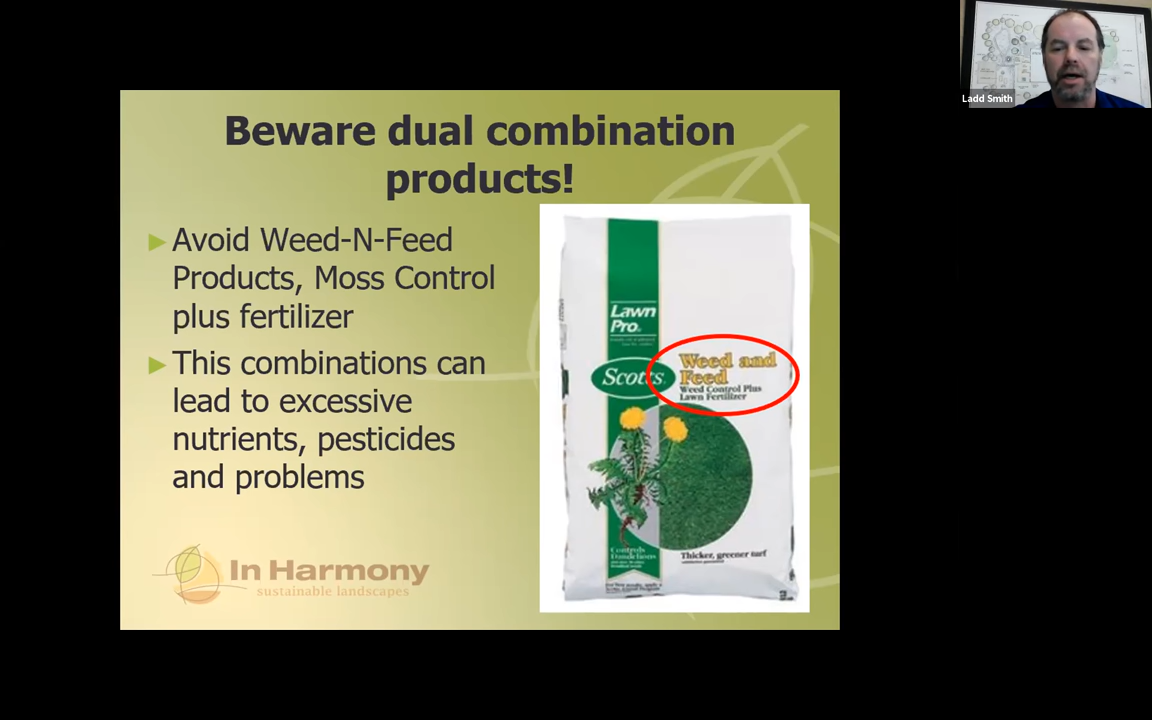 Ladd Smith
Beware dual combination
products!
► Avoid Weed-N-Feed
Products, Moss Control
plus fertilizer
► This combinations can
lead to excessive
nutrients, pesticides
and problems
Lawn
Pro
Scotts
Weed and
Feed
Weed Control Plus
Lawn Fertilizer
Controls
Dandelions
Thicker, greener turf
In Harmony
sustainable landscapes